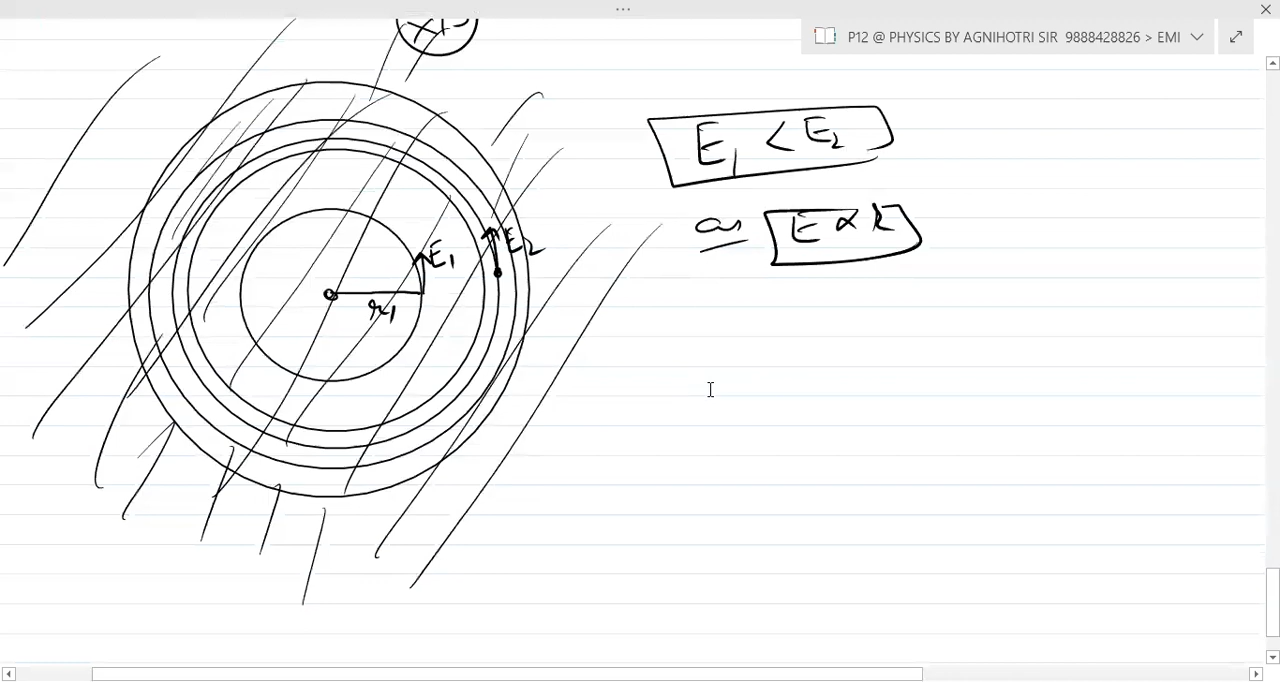 P12 @ PHYSICS BY AGNIHOTRI SIR 9888428826 > EMI
E₁ < E₂
as E ∝ r
E₁
E₂
r₁